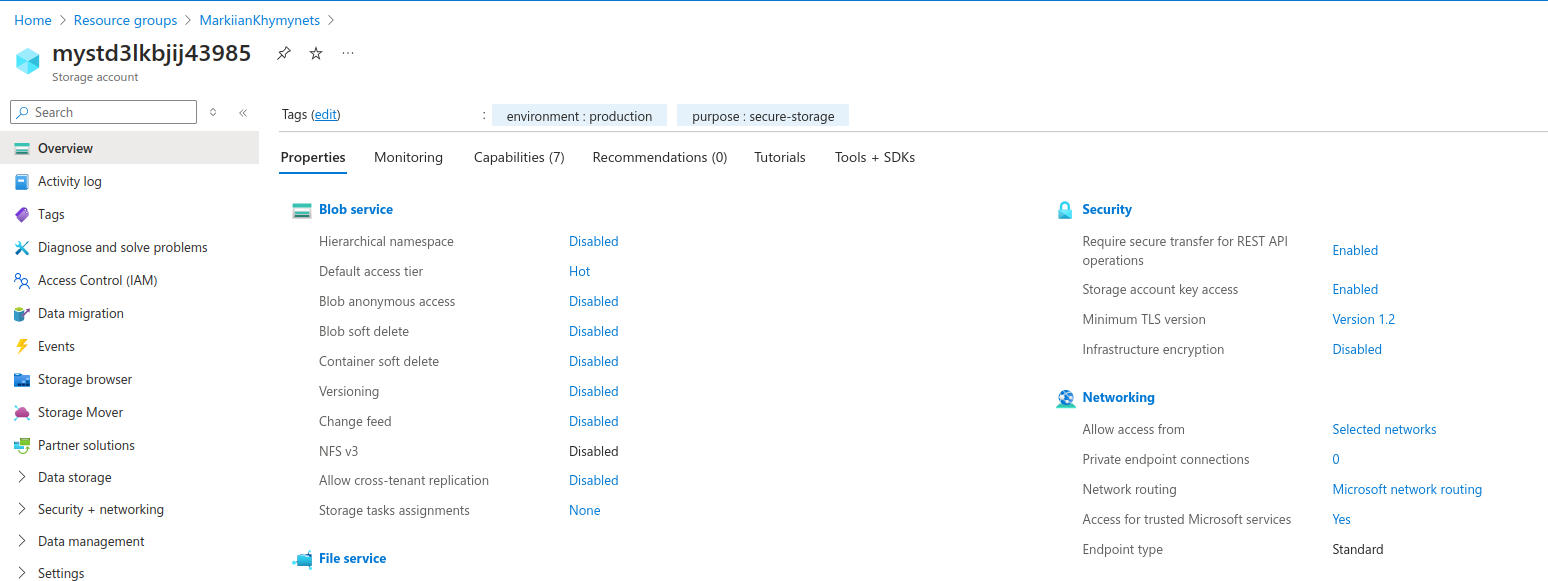 Home > Resource groups > MarkiianKhymynets >
mystd3lkbjij43985
Storage account
Search
Overview
Activity log
Tags
Diagnose and solve problems
Access Control (IAM)
Data migration
Events
Storage browser
Storage Mover
Partner solutions
Data storage
Security + networking
Data management
Settings
Tags (edit) : environment : production purpose : secure-storage
Properties Monitoring Capabilities (7) Recommendations (0) Tutorials Tools + SDKs
Blob service
Hierarchical namespace Disabled
Default access tier Hot
Blob anonymous access Disabled
Blob soft delete Disabled
Container soft delete Disabled
Versioning Disabled
Change feed Disabled
NFS v3 Disabled
Allow cross-tenant replication Disabled
Storage tasks assignments None
File service
Security
Require secure transfer for REST API
operations Enabled
Storage account key access Enabled
Minimum TLS version Version 1.2
Infrastructure encryption Disabled
Networking
Allow access from Selected networks
Private endpoint connections 0
Network routing Microsoft network routing
Access for trusted Microsoft services Yes
Endpoint type Standard